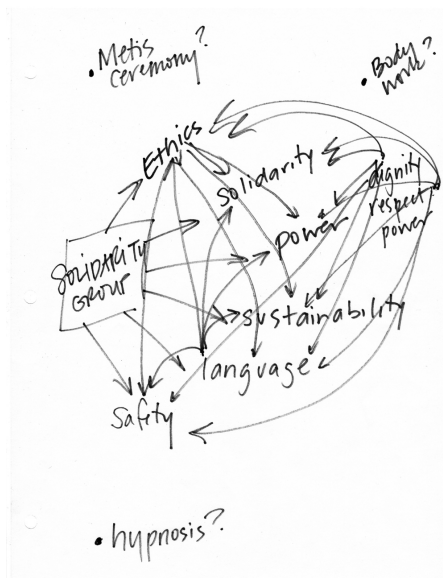 • Metis
ceremony?
• Body
work?
Ethics
solidarity
dignity
respect
power
power
SOLIDARITY
GROUP
sustainability
language
Safety
• hypnosis?